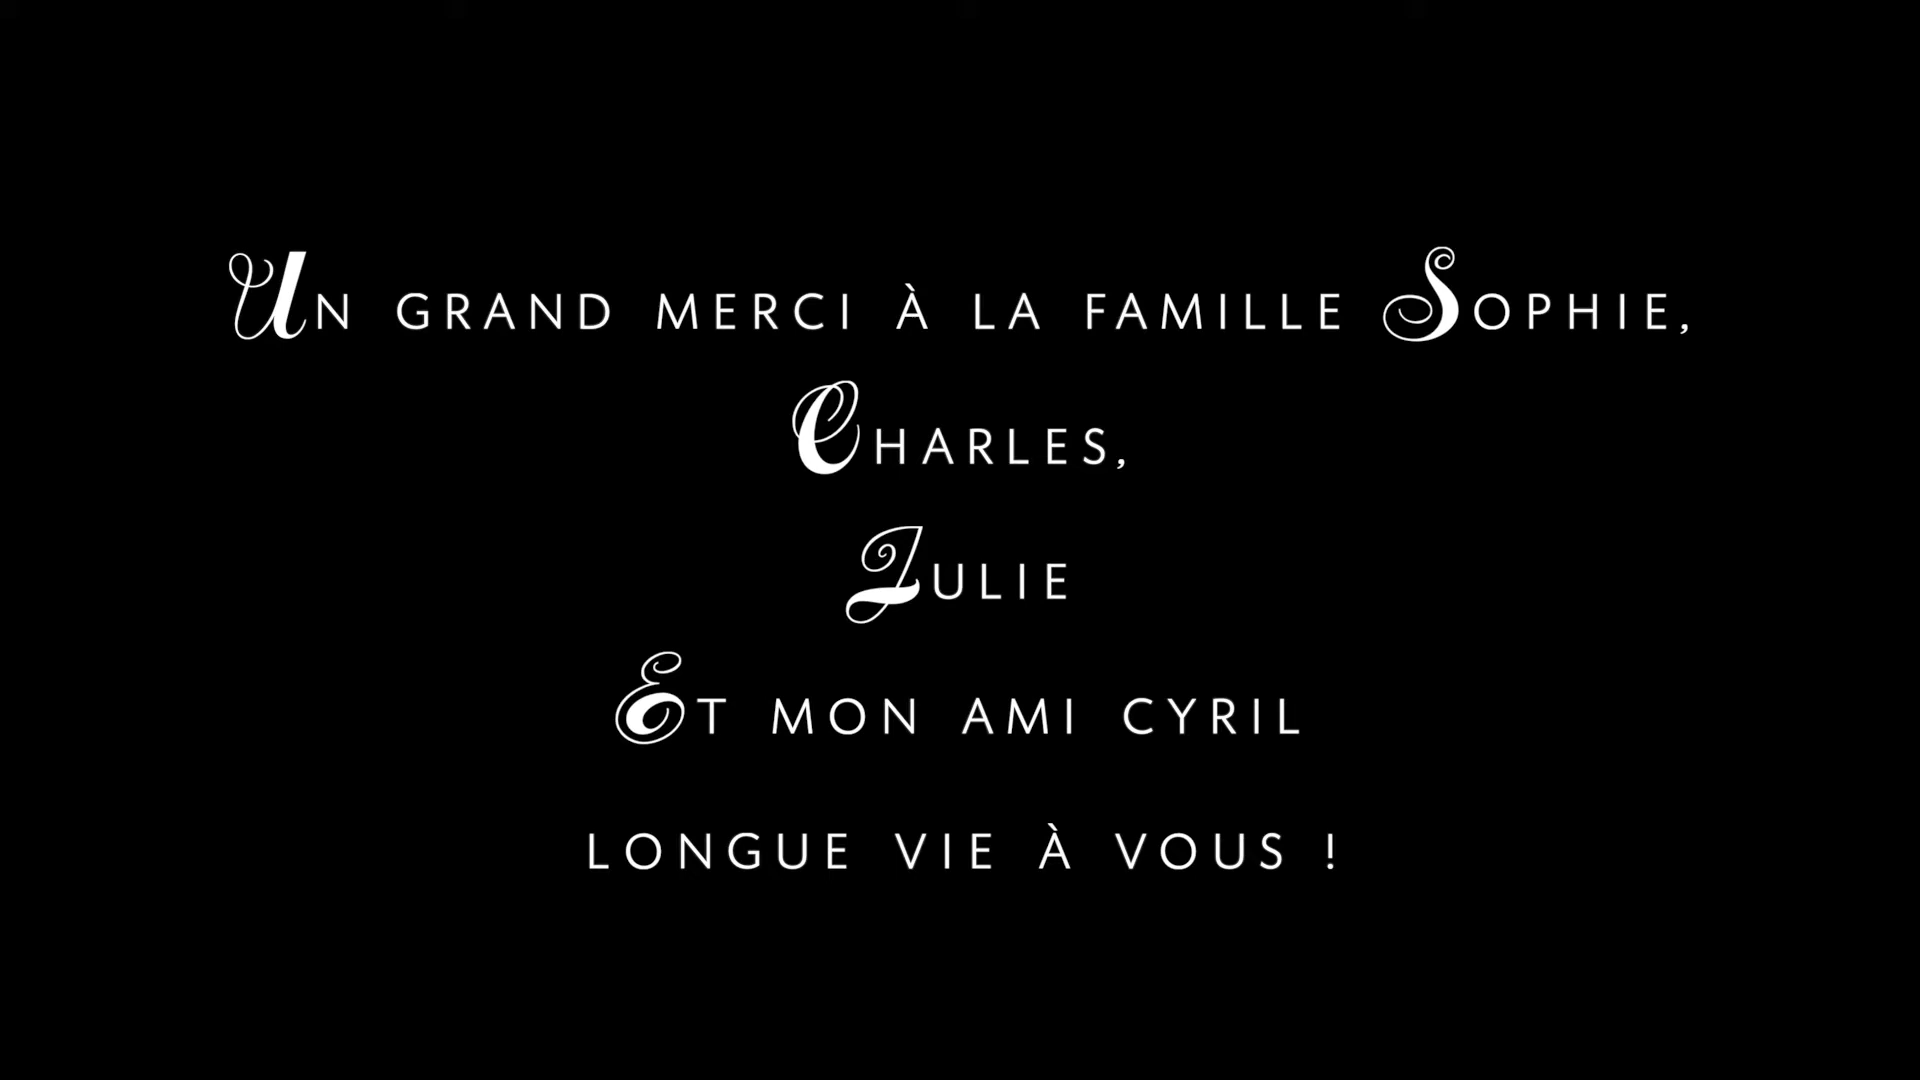 Un grand merci à la famille Sophie,
Charles,
Julie
Et mon ami cyril
longue vie à vous !